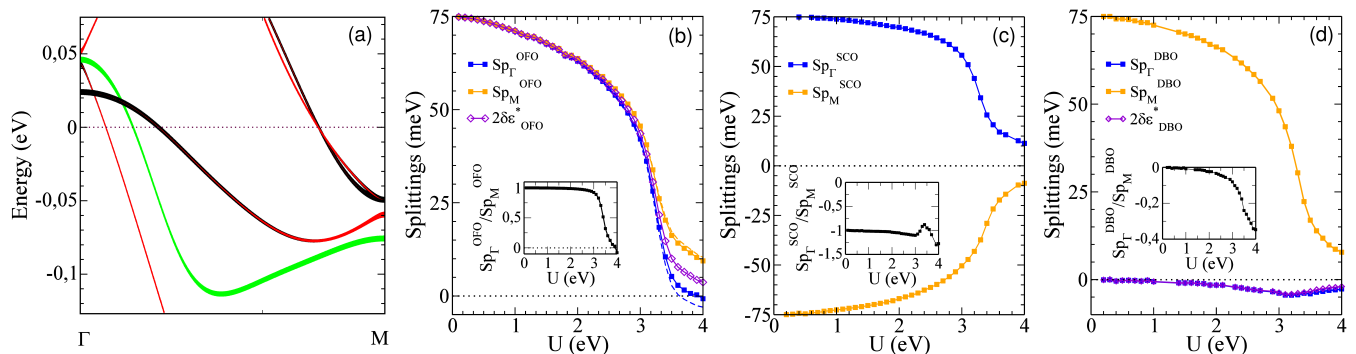 (a)
0,05
0
-0,05
-0,1
Energy (eV)
Γ
M
(b)
75
50
25
0
Splittings (meV)
Sp_Γ^OFO
Sp_M^OFO
2δε*_OFO
Sp_Γ^OFO/Sp_M^OFO
1
0,5
0
0 1 2 3 4
U (eV)
0 1 2 3 4
U (eV)
(c)
75
50
25
0
-25
-50
-75
Splittings (meV)
Sp_Γ^SCO
Sp_M^SCO
Sp_Γ^SCO/Sp_M^SCO
0
-0,5
-1
-1,5
0 1 2 3 4
U (eV)
0 1 2 3 4
U (eV)
(d)
75
50
25
0
Splittings (meV)
Sp_Γ^DBO
Sp_M^DBO
2δε*_DBO
Sp_Γ^DBO/Sp_M^DBO
0
-0,2
-0,4
0 1 2 3 4
U (eV)
0 1 2 3 4
U (eV)